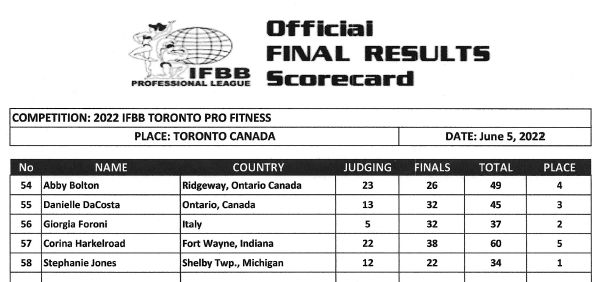 Official
FINAL RESULTS
Scorecard
IFBB
PROFESSIONAL LEAGUE
COMPETITION: 2022 IFBB TORONTO PRO FITNESS
PLACE: TORONTO CANADA DATE: June 5, 2022
No NAME COUNTRY JUDGING FINALS TOTAL PLACE
54 Abby Bolton Ridgeway, Ontario Canada 23 26 49 4
55 Danielle DaCosta Ontario, Canada 13 32 45 3
56 Giorgia Foroni Italy 5 32 37 2
57 Corina Harkelroad Fort Wayne, Indiana 22 38 60 5
58 Stephanie Jones Shelby Twp., Michigan 12 22 34 1